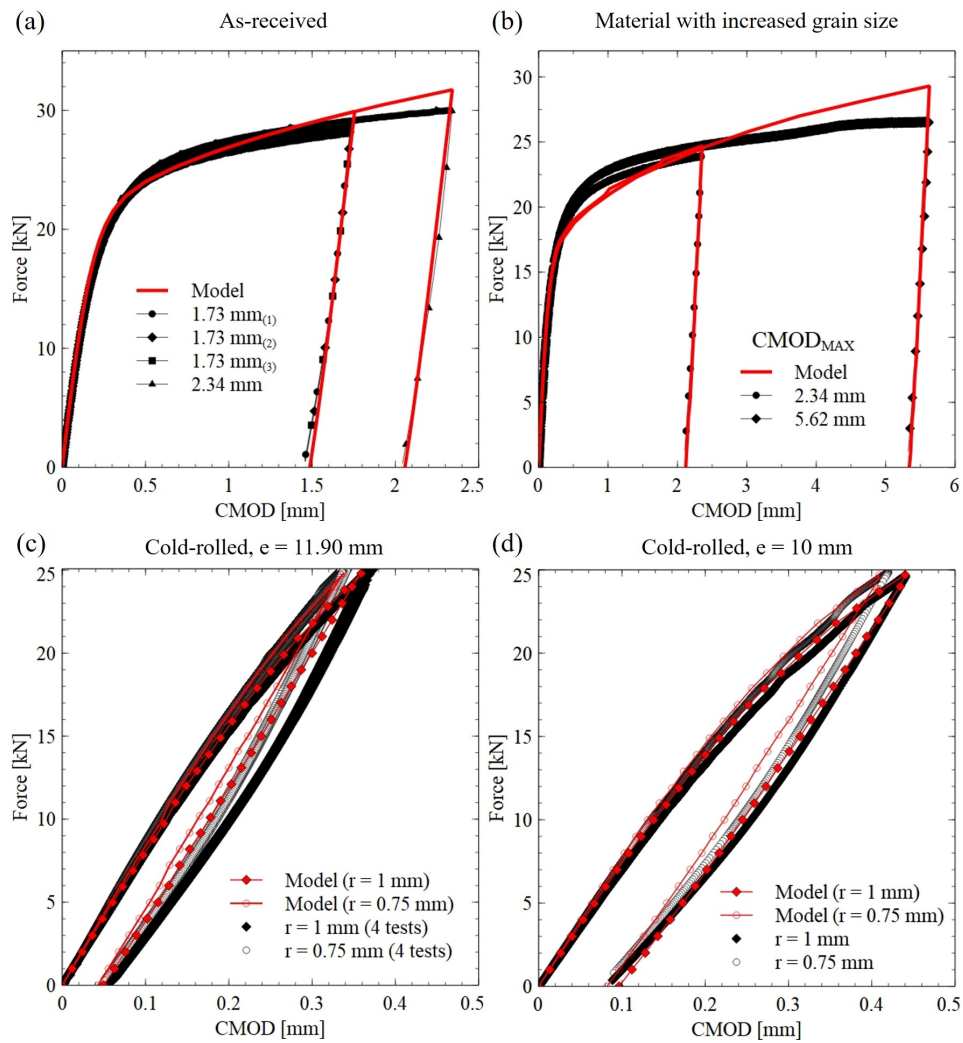 (a)
As-received
Force [kN]
30
20
10
0
0
0.5
1
1.5
2
2.5
CMOD [mm]
Model
1.73 mm(1)
1.73 mm(2)
1.73 mm(3)
2.34 mm
(b)
Material with increased grain size
Force [kN]
30
25
20
15
10
5
0
0
1
2
3
4
5
6
CMOD [mm]
CMODMAX
Model
2.34 mm
5.62 mm
(c)
Cold-rolled, e = 11.90 mm
Force [kN]
25
20
15
10
5
0
0
0.1
0.2
0.3
0.4
0.5
CMOD [mm]
Model (r = 1 mm)
Model (r = 0.75 mm)
r = 1 mm (4 tests)
r = 0.75 mm (4 tests)
(d)
Cold-rolled, e = 10 mm
Force [kN]
25
20
15
10
5
0
0
0.1
0.2
0.3
0.4
0.5
CMOD [mm]
Model (r = 1 mm)
Model (r = 0.75 mm)
r = 1 mm
r = 0.75 mm